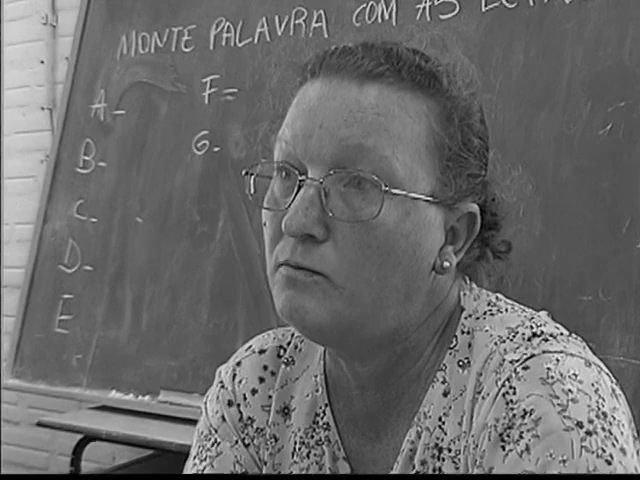 MONTE PALAVRA COM AS
A-
B-
C-
D-
E
F=
G-